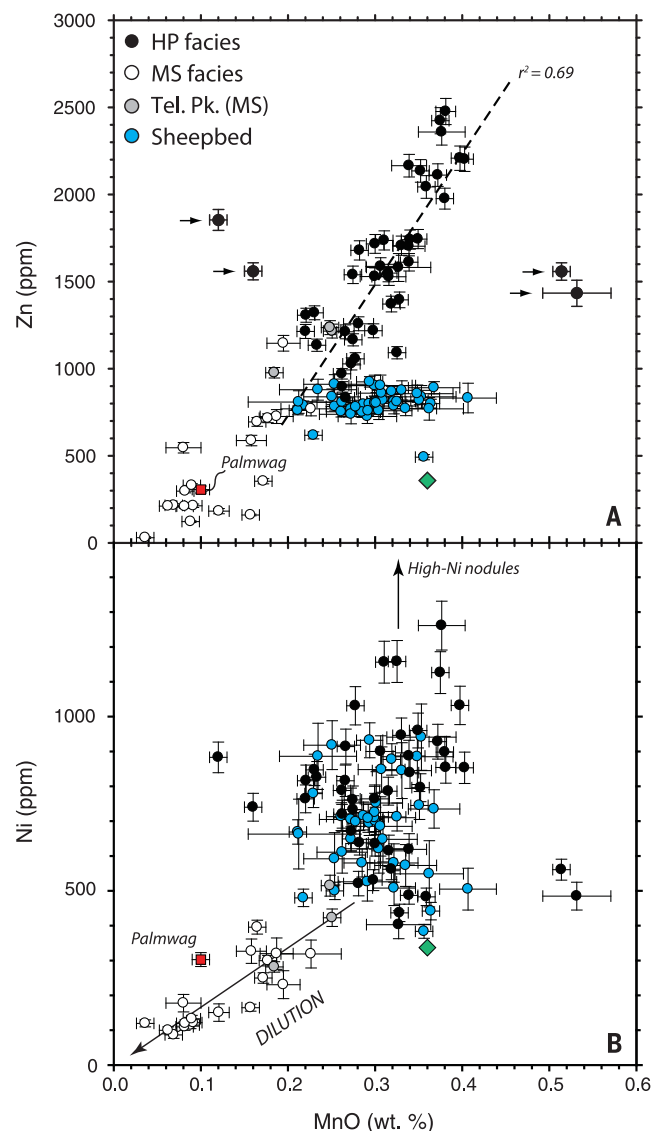 3000
2500
2000
1500
1000
500
0
Zn (ppm)
HP facies
MS facies
Tel. Pk. (MS)
Sheepbed
r² = 0.69
Palmwag
A
High-Ni nodules
1000
500
0
Ni (ppm)
Palmwag
DILUTION
B
0.0 0.1 0.2 0.3 0.4 0.5 0.6
MnO (wt. %)